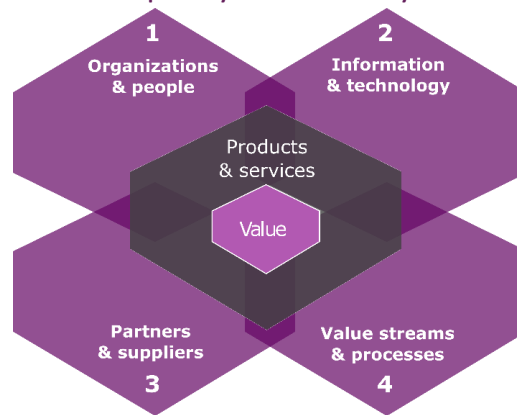 1
Organizations
& people
2
Information
& technology
Products
& services
Value
Partners
& suppliers
3
Value streams
& processes
4